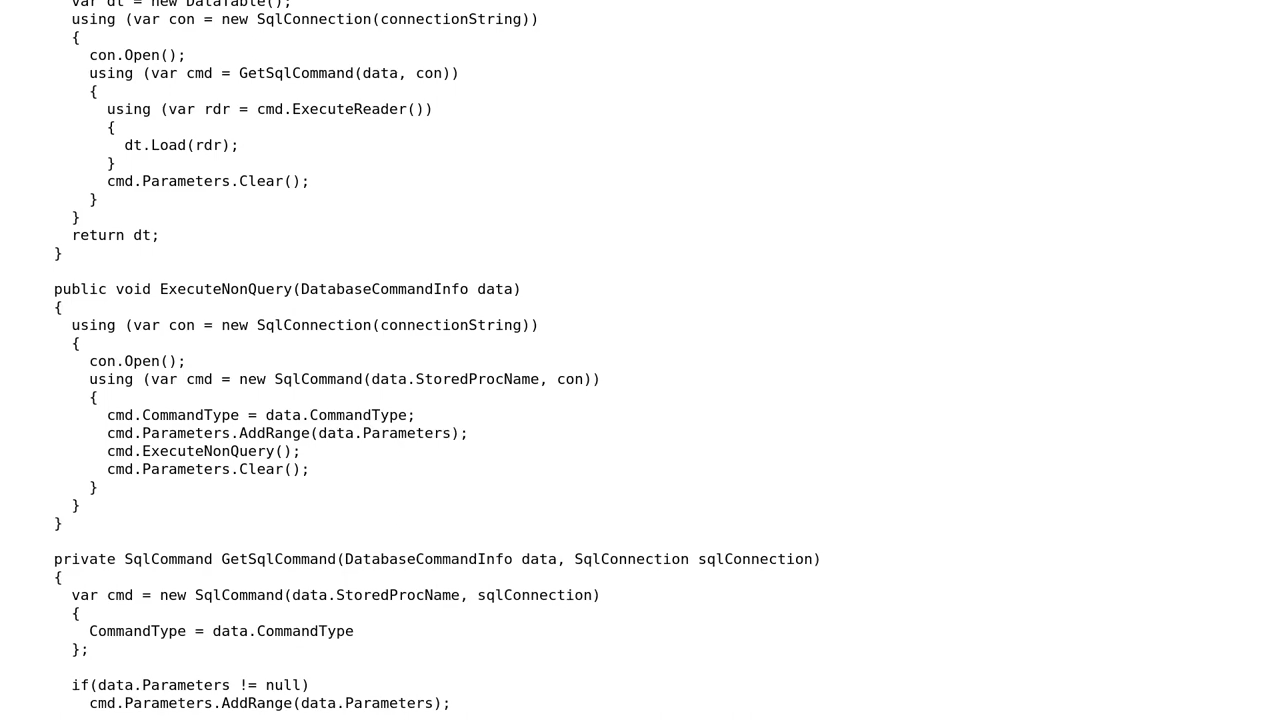 var dt = new DataTable();
using (var con = new SqlConnection(connectionString))
{
con.Open();
using (var cmd = GetSqlCommand(data, con))
{
using (var rdr = cmd.ExecuteReader())
{
dt.Load(rdr);
}
cmd.Parameters.Clear();
}
}
return dt;
}
public void ExecuteNonQuery(DatabaseCommandInfo data)
{
using (var con = new SqlConnection(connectionString))
{
con.Open();
using (var cmd = new SqlCommand(data.StoredProcName, con))
{
cmd.CommandType = data.CommandType;
cmd.Parameters.AddRange(data.Parameters);
cmd.ExecuteNonQuery();
cmd.Parameters.Clear();
}
}
}
private SqlCommand GetSqlCommand(DatabaseCommandInfo data, SqlConnection sqlConnection)
{
var cmd = new SqlCommand(data.StoredProcName, sqlConnection)
{
CommandType = data.CommandType
};
if(data.Parameters != null)
cmd.Parameters.AddRange(data.Parameters);